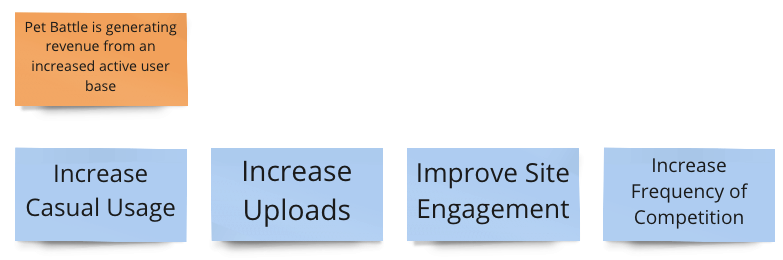 Pet Battle is generating
revenue from an
increased active user
base
Increase
Casual Usage
Increase
Uploads
Improve Site
Engagement
Increase
Frequency of
Competition